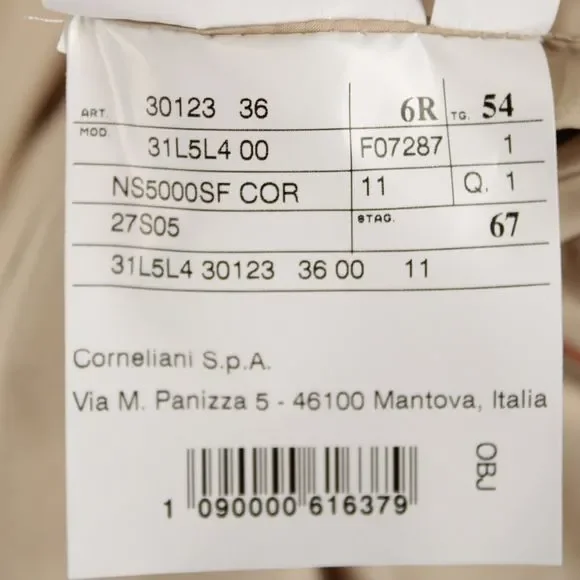 ART. 30123 36 6R TG. 54
MOD. 31L5L4 00 F07287 1
NS5000SF COR 11 Q. 1
27S05 STAG. 67
31L5L4 30123 36 00 11
Corneliani S.p.A.
Via M. Panizza 5 - 46100 Mantova, Italia
OBJ
1 090000 616379